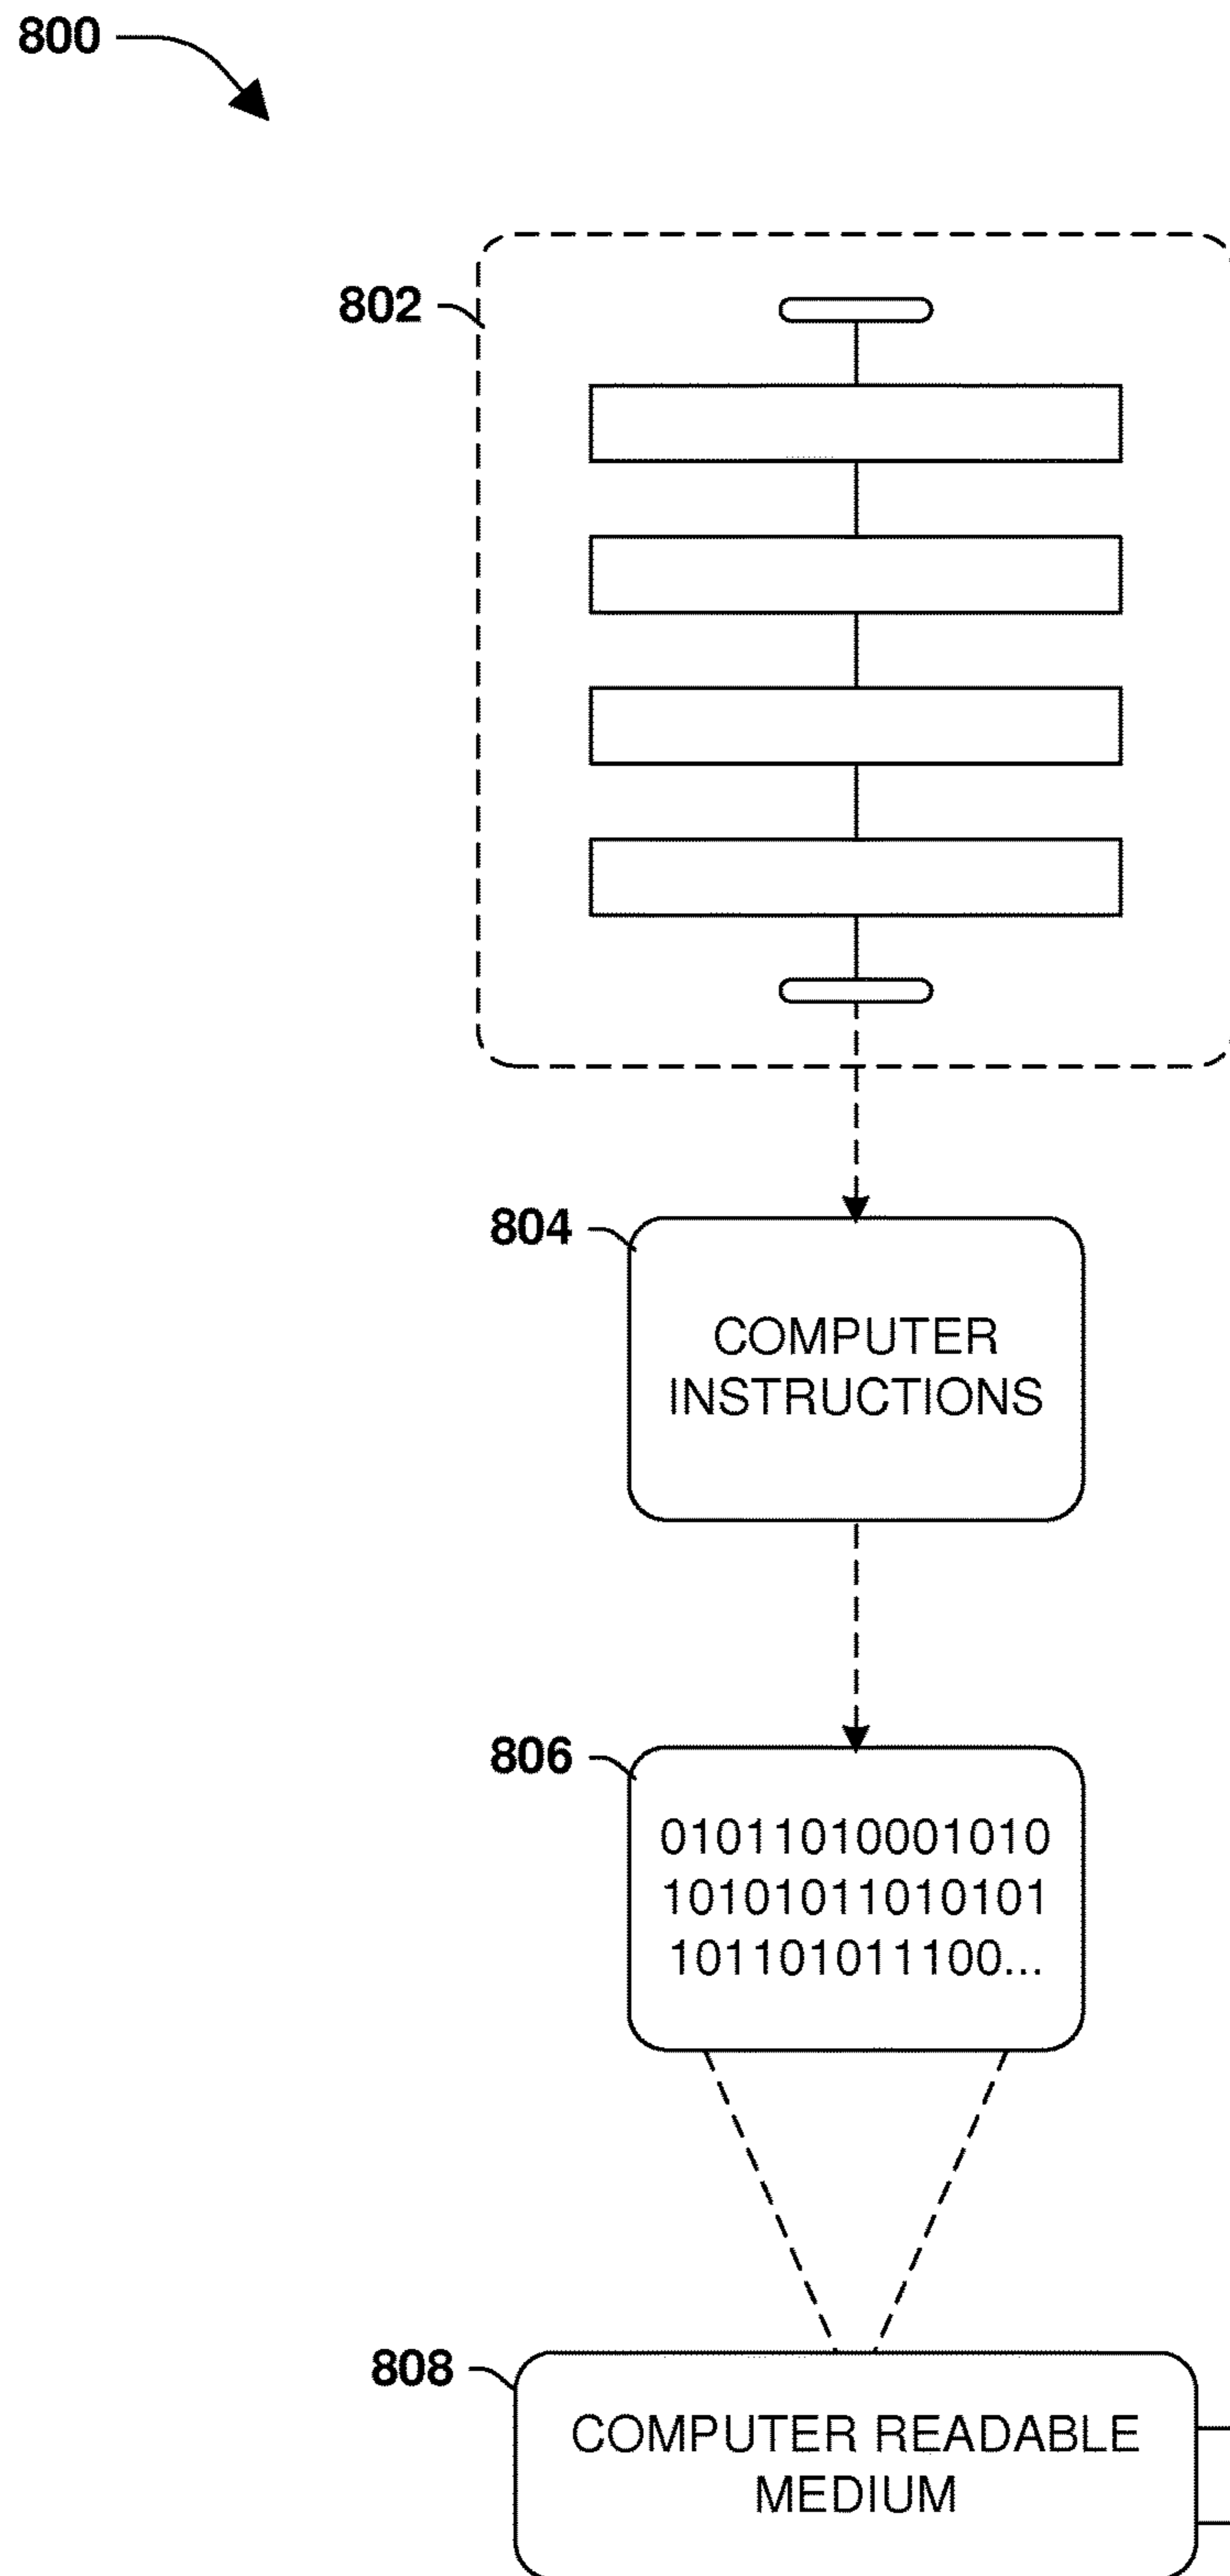 800
802
804
COMPUTER
INSTRUCTIONS
806
01011010001010
10101011010101
101101011100...
808
COMPUTER READABLE
MEDIUM